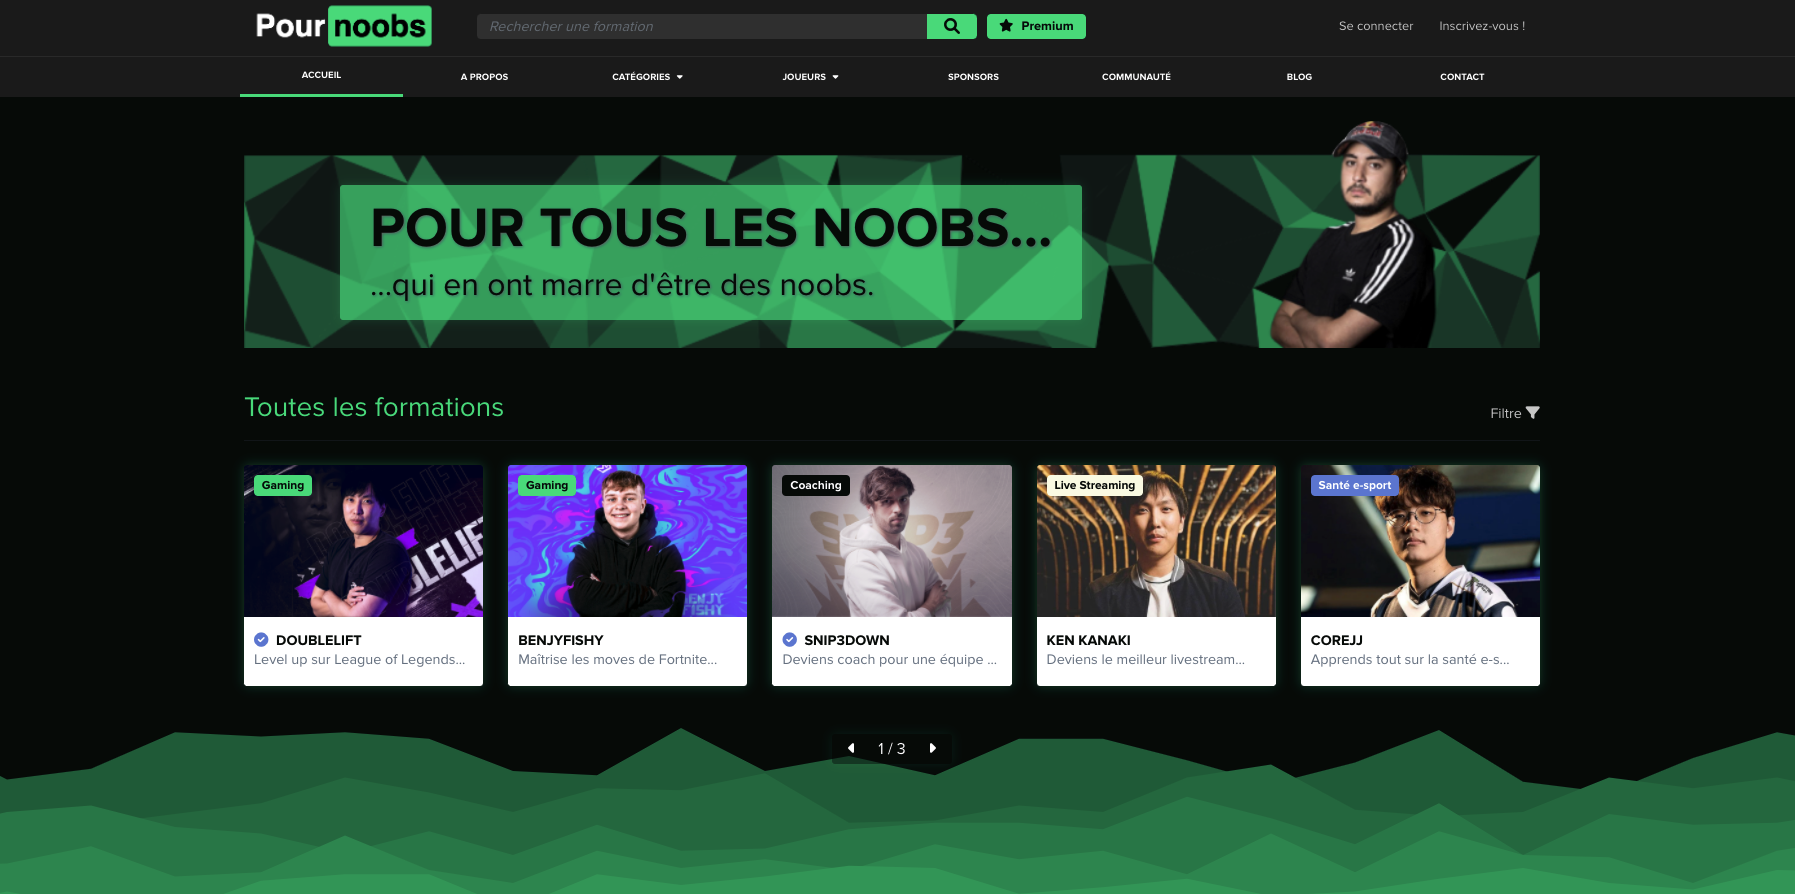 Pour noobs
Rechercher une formation
Premium
Se connecter
Inscrivez-vous !
ACCUEIL
A PROPOS
CATÉGORIES
JOUEURS
SPONSORS
COMMUNAUTÉ
BLOG
CONTACT
POUR TOUS LES NOOBS...
...qui en ont marre d'être des noobs.
Toutes les formations
Filtre
Gaming
DOUBLELIFT
Level up sur League of Legends...
Gaming
BENJY
FISHY
BENJYFISHY
Maîtrise les moves de Fortnite...
Coaching
SNIP3DOWN
Deviens coach pour une équipe ...
Live Streaming
KEN KANAKI
Deviens le meilleur livestream...
Santé e-sport
COREJJ
Apprends tout sur la santé e-s...
1 / 3